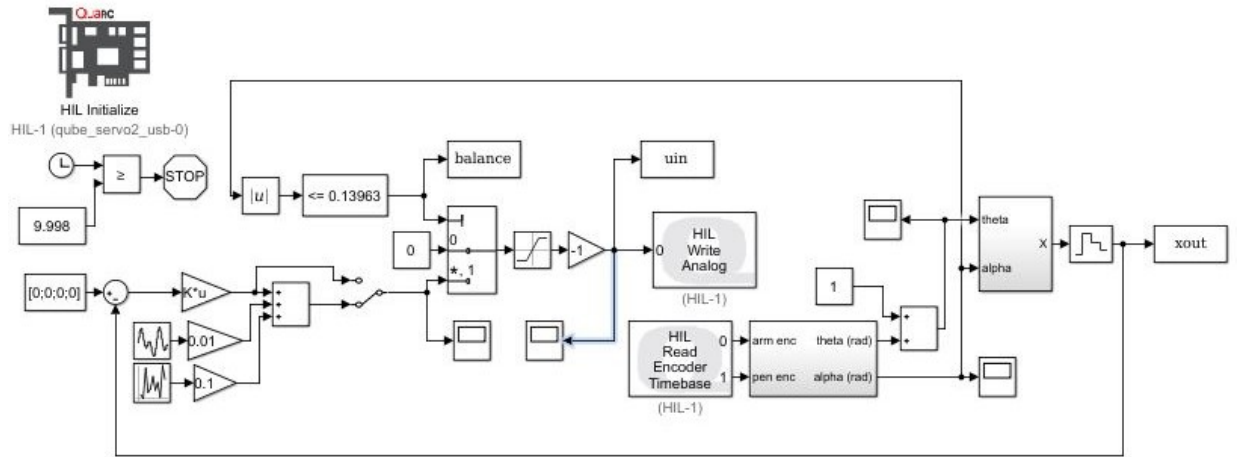 QUARC
HIL Initialize
HIL-1 (qube_servo2_usb-0)
≥
STOP
9.998
|u|
<= 0.13963
balance
uin
0
0
*, 1
-1
0
HIL
Write
Analog
(HIL-1)
theta
alpha
X
xout
[0;0;0;0]
+
-
K*u
+
+
+
0.01
0.1
1
+
+
HIL
Read
Encoder
Timebase
0
1
(HIL-1)
arm enc
theta (rad)
pen enc
alpha (rad)